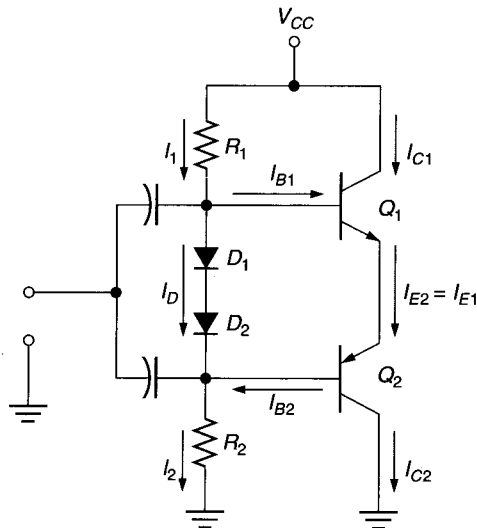 V_CC
I_1
R_1
I_B1
I_C1
Q_1
D_1
I_D
I_E2 = I_E1
D_2
Q_2
I_B2
R_2
I_2
I_C2